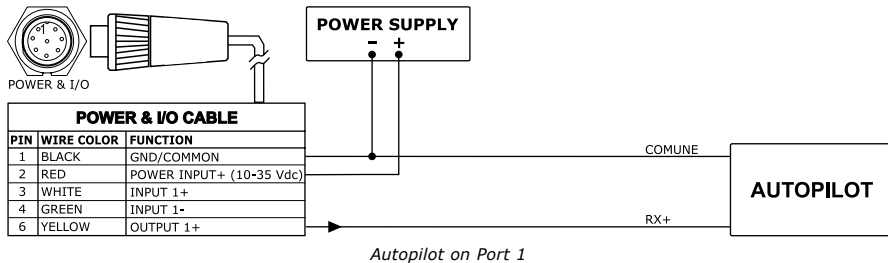 POWER SUPPLY
- +
1
POWER & I/O
POWER & I/O CABLE
PIN WIRE COLOR FUNCTION
1 BLACK GND/COMMON
2 RED POWER INPUT+ (10-35 Vdc)
3 WHITE INPUT 1+
4 GREEN INPUT 1-
6 YELLOW OUTPUT 1+
COMUNE
RX+
AUTOPILOT
Autopilot on Port 1